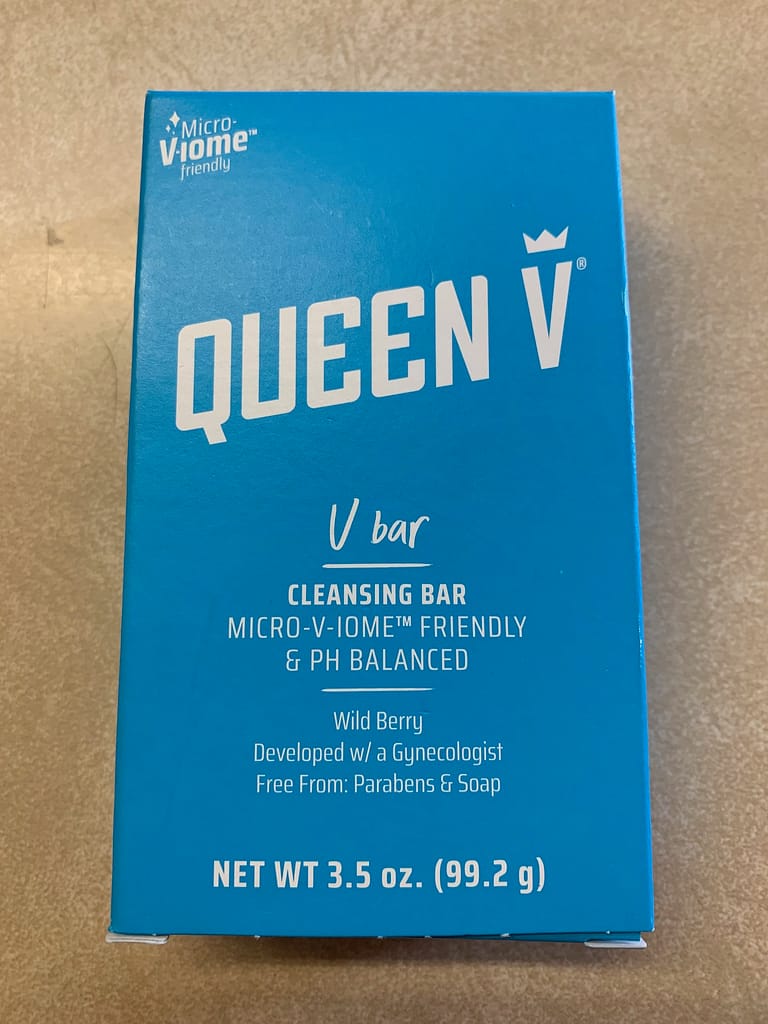 Micro-
V-iome™
friendly
QUEEN V®
V bar
CLEANSING BAR
MICRO-V-IOME™ FRIENDLY
& PH BALANCED
Wild Berry
Developed w/ a Gynecologist
Free From: Parabens & Soap
NET WT 3.5 oz. (99.2 g)